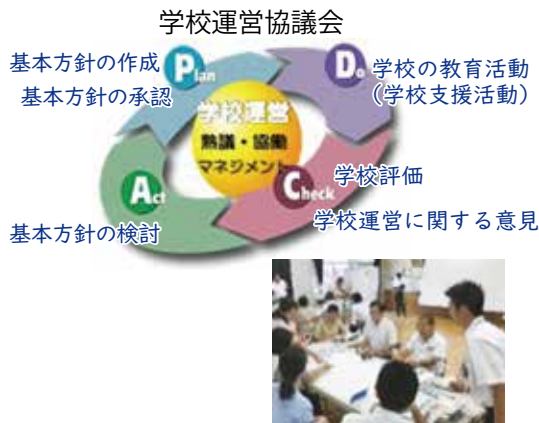 学校運営協議会
基本方針の作成
基本方針の承認
Plan
Do
学校の教育活動
(学校支援活動)
学校運営
熟議・協働
マネジメント
Check
学校評価
学校運営に関する意見
Act
基本方針の検討